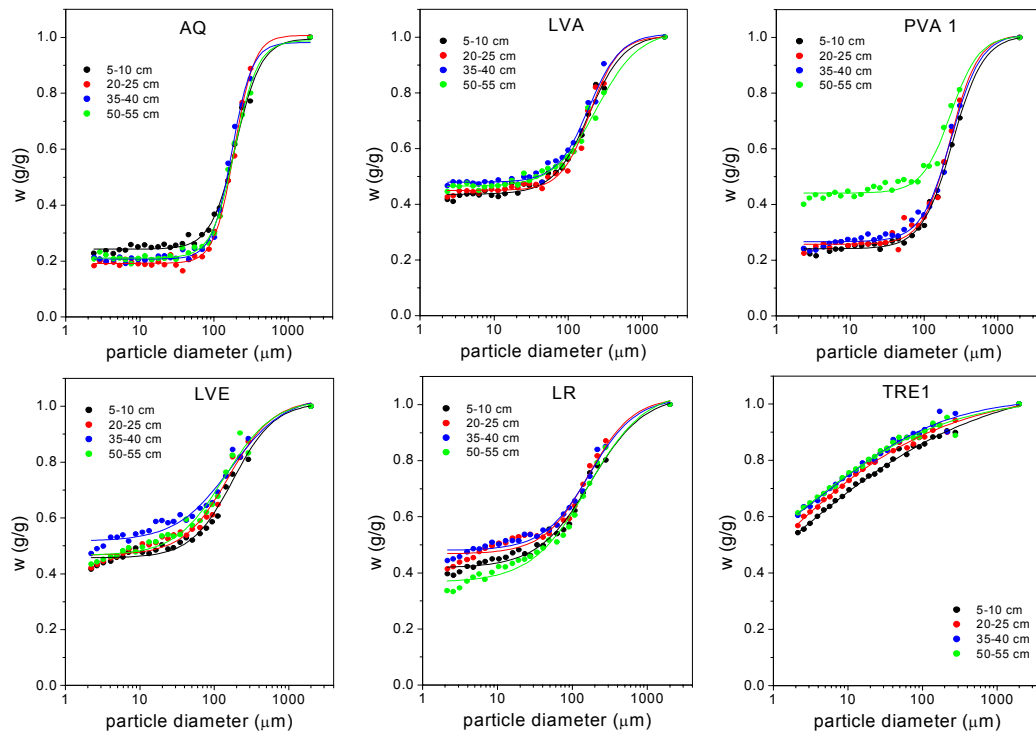 AQ
1.0
0.8
0.6
0.4
0.2
0.0
w (g/g)
5-10 cm
20-25 cm
35-40 cm
50-55 cm
1 10 100 1000
particle diameter (μm)
LVA
1.0
0.8
0.6
0.4
0.2
0.0
w (g/g)
5-10 cm
20-25 cm
35-40 cm
50-55 cm
1 10 100 1000
particle diameter (μm)
PVA 1
1.0
0.8
0.6
0.4
0.2
0.0
w (g/g)
5-10 cm
20-25 cm
35-40 cm
50-55 cm
1 10 100 1000
particle diameter (μm)
LVE
1.0
0.8
0.6
0.4
0.2
0.0
w (g/g)
5-10 cm
20-25 cm
35-40 cm
50-55 cm
1 10 100 1000
particle diameter (μm)
LR
1.0
0.8
0.6
0.4
0.2
0.0
w (g/g)
5-10 cm
20-25 cm
35-40 cm
50-55 cm
1 10 100 1000
particle diameter (μm)
TRE1
1.0
0.8
0.6
0.4
0.2
0.0
w (g/g)
5-10 cm
20-25 cm
35-40 cm
50-55 cm
1 10 100 1000
particle diameter (μm)